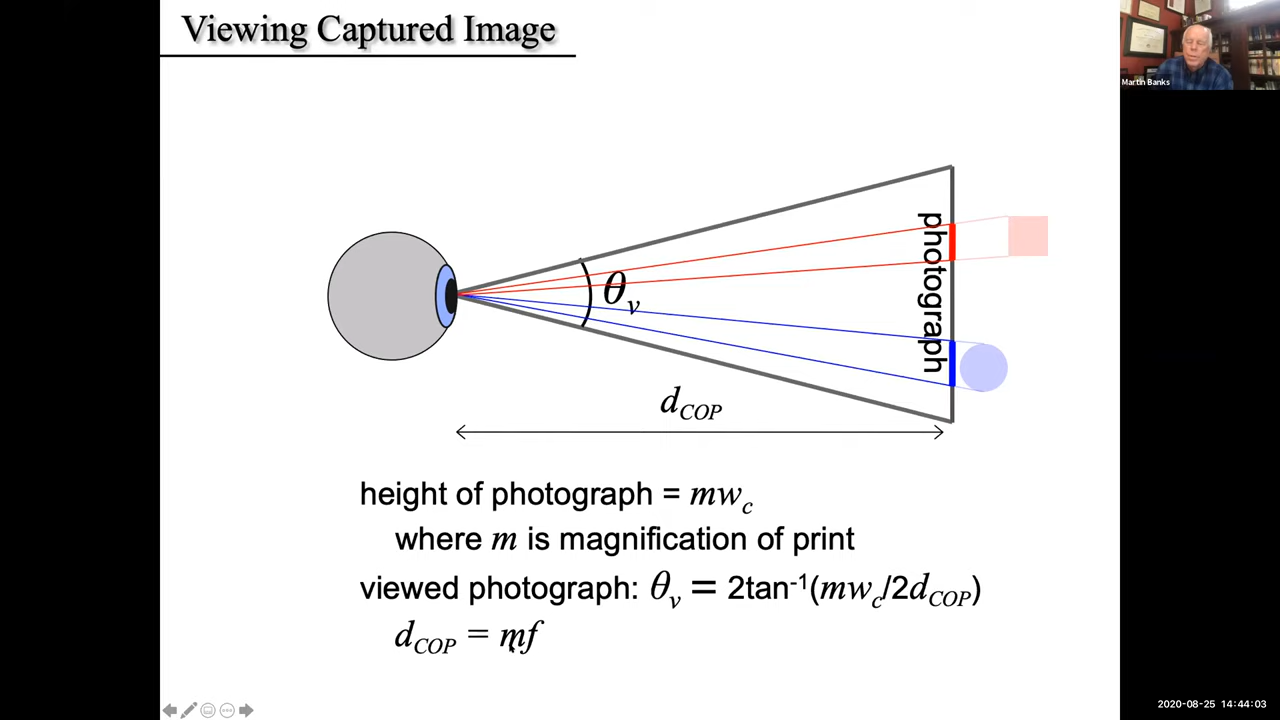 Viewing Captured Image
Martin Banks
photograph
θv
dCOP
height of photograph = mwc
where m is magnification of print
viewed photograph: θv = 2tan⁻¹(mwc/2dCOP)
dCOP = mf
2020-08-25 14:44:03